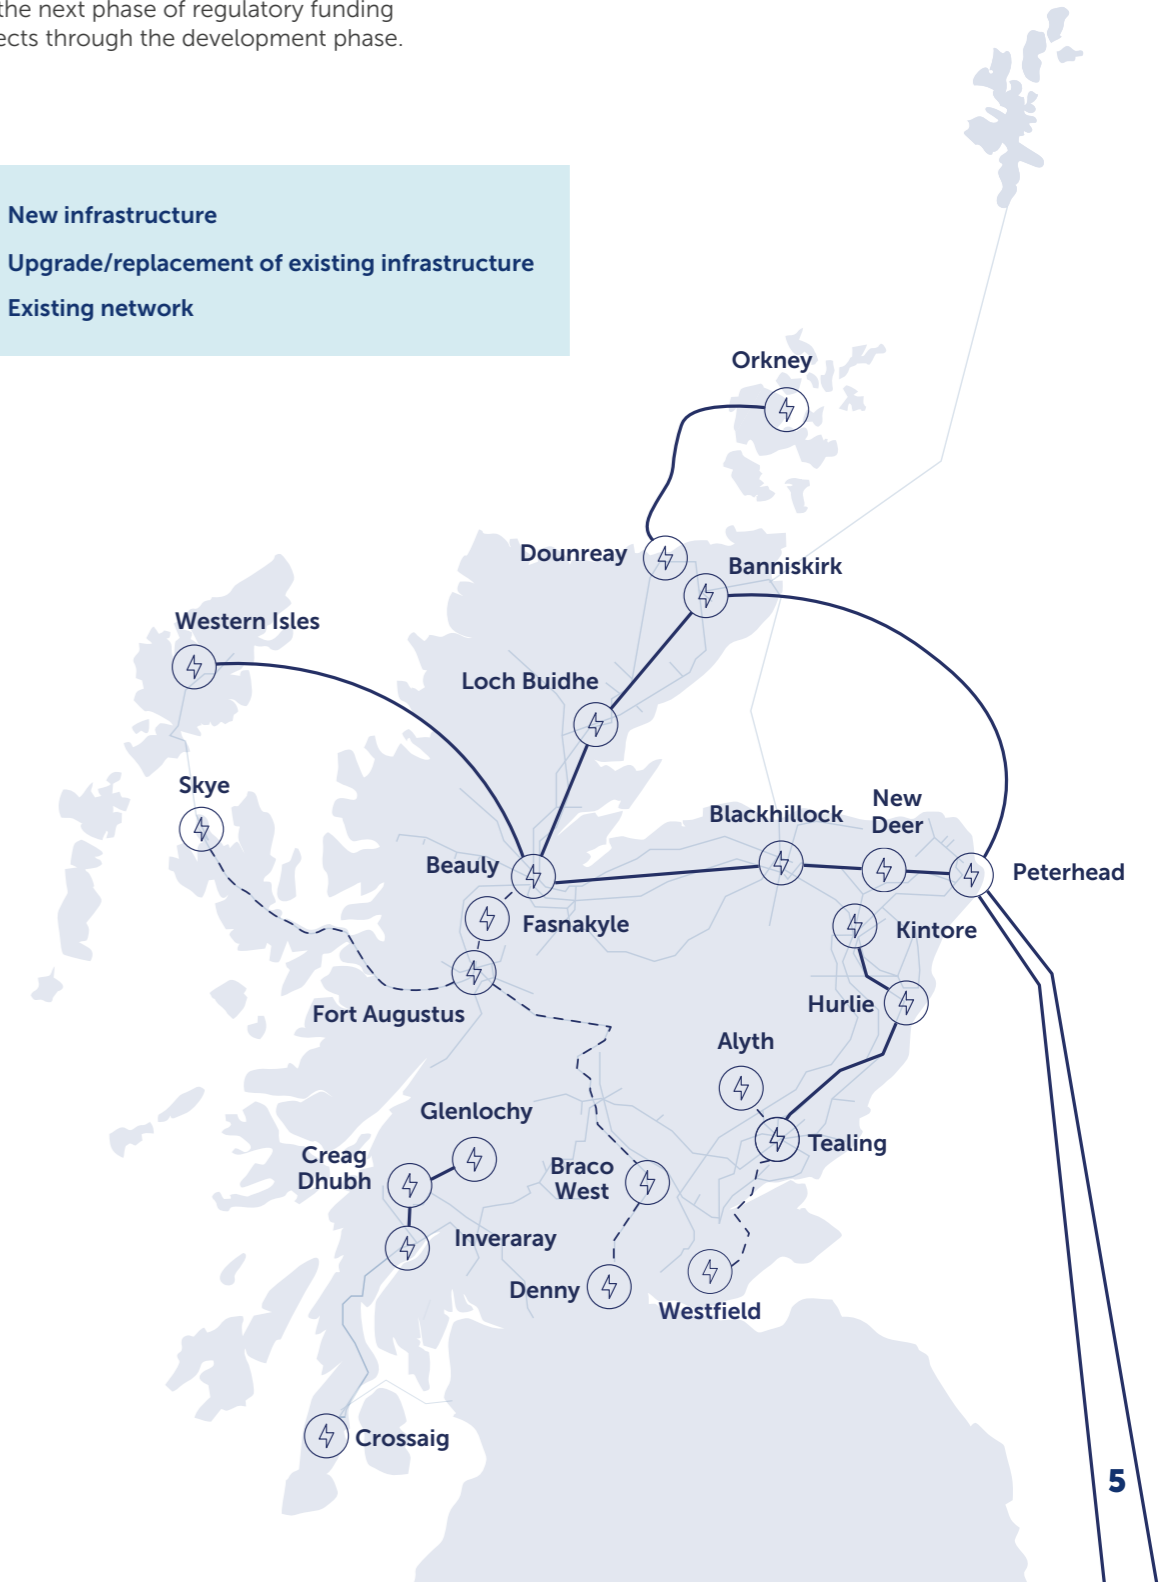 the next phase of regulatory funding
ects through the development phase.
New infrastructure
Upgrade/replacement of existing infrastructure
Existing network
Orkney
Dounreay
Banniskirk
Western Isles
Loch Buidhe
Skye
Blackhillock
New
Deer
Beauly
Peterhead
Fasnakyle
Kintore
Fort Augustus
Hurlie
Alyth
Glenlochy
Tealing
Creag
Dhubh
Braco
West
Inveraray
Denny
Westfield
Crossaig
5